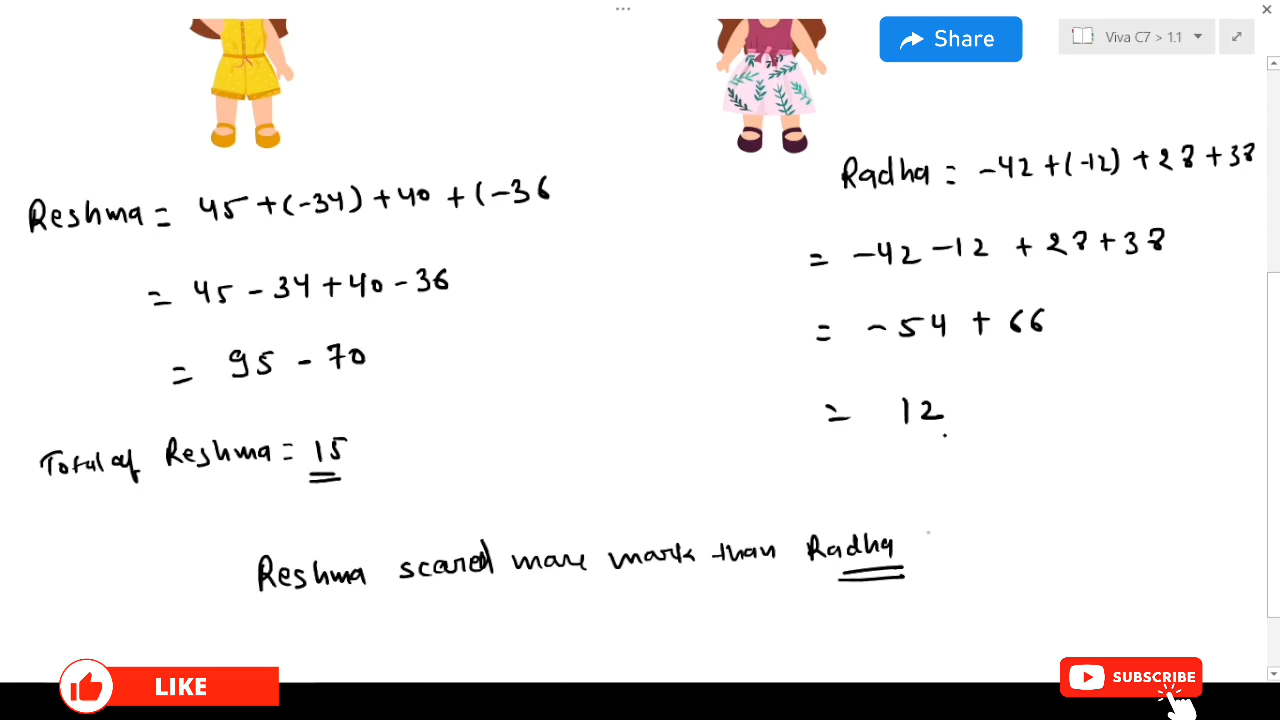 Share
Viva C7 > 1.1
Reshma = 45 + (-34) + 40 + (-36
= 45 - 34 + 40 - 36
= 95 - 70
Total of Reshma = 15
Radha = -42 + (-12) + 28 + 38
= -42 -12 + 28 + 38
= -54 + 66
= 12
Reshma scored more mark than Radha
LIKE
SUBSCRIBE